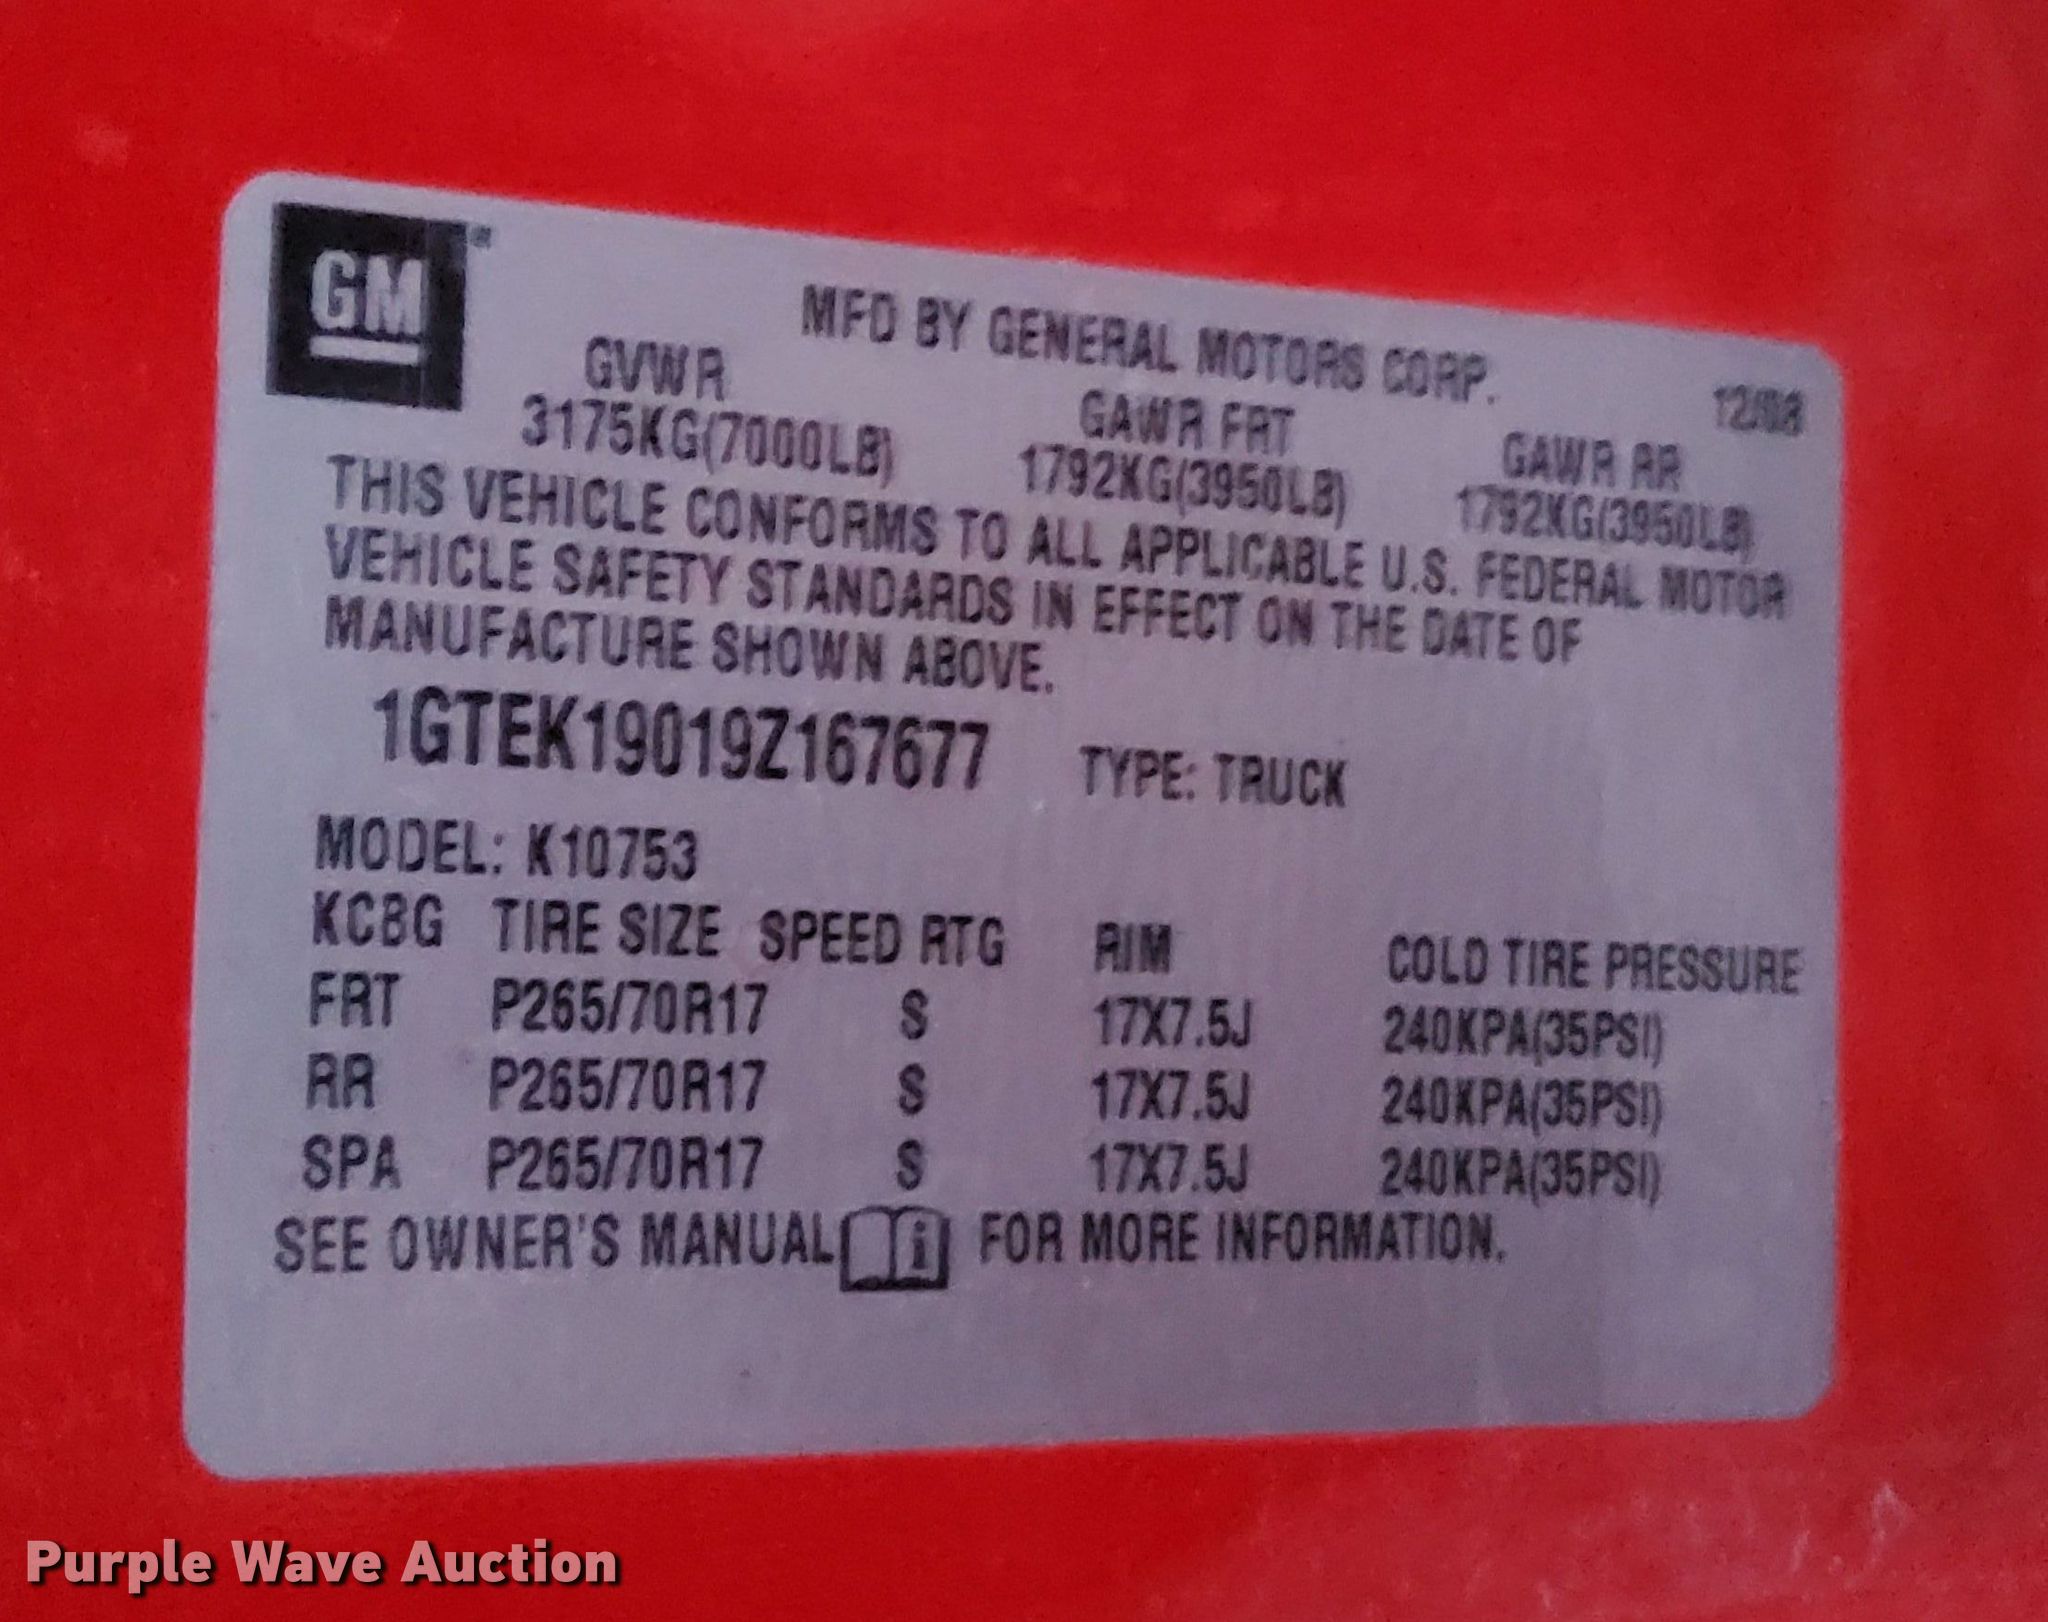 GM
MFD BY GENERAL MOTORS CORP.
12/08
GVWR GAWR FRT GAWR RR
3175KG(7000LB) 1792KG(3950LB) 1792KG(3950LB)
THIS VEHICLE CONFORMS TO ALL APPLICABLE U.S. FEDERAL MOTOR
VEHICLE SAFETY STANDARDS IN EFFECT ON THE DATE OF
MANUFACTURE SHOWN ABOVE.
1GTEK19019Z167677 TYPE: TRUCK
MODEL: K10753
KCBG TIRE SIZE SPEED RTG RIM COLD TIRE PRESSURE
FRT P265/70R17 S 17X7.5J 240KPA(35PSI)
RR P265/70R17 S 17X7.5J 240KPA(35PSI)
SPA P265/70R17 S 17X7.5J 240KPA(35PSI)
SEE OWNER'S MANUAL i FOR MORE INFORMATION.
Purple Wave Auction